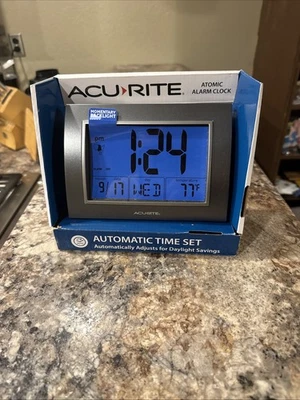 ACU›RITE
ATOMIC
ALARM CLOCK
MOMENTARY
BACKLIGHT
1:24
9/17 WED 77°F
ACU›RITE
AUTOMATIC TIME SET
Automatically Adjusts for Daylight Savings